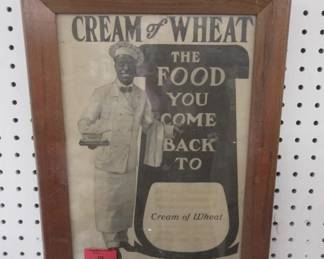 CREAM of WHEAT
THE
FOOD
YOU
COME
BACK
TO
Cream of Wheat